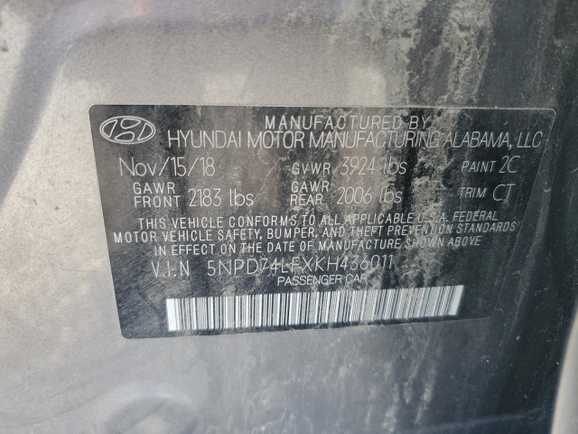 MANUFACTURED BY
HYUNDAI MOTOR MANUFACTURING ALABAMA, LLC
Nov/15/18 GVWR 3924 lbs PAINT 2C
GAWR FRONT 2183 lbs GAWR REAR 2006 lbs TRIM CT
THIS VEHICLE CONFORMS TO ALL APPLICABLE U.S.A. FEDERAL
MOTOR VEHICLE SAFETY, BUMPER, AND THEFT PREVENTION
STANDARDS IN EFFECT ON THE DATE OF MANUFACTURE SHOWN ABOVE.
V.I.N 5NPD74LFXKH436011
PASSENGER CAR